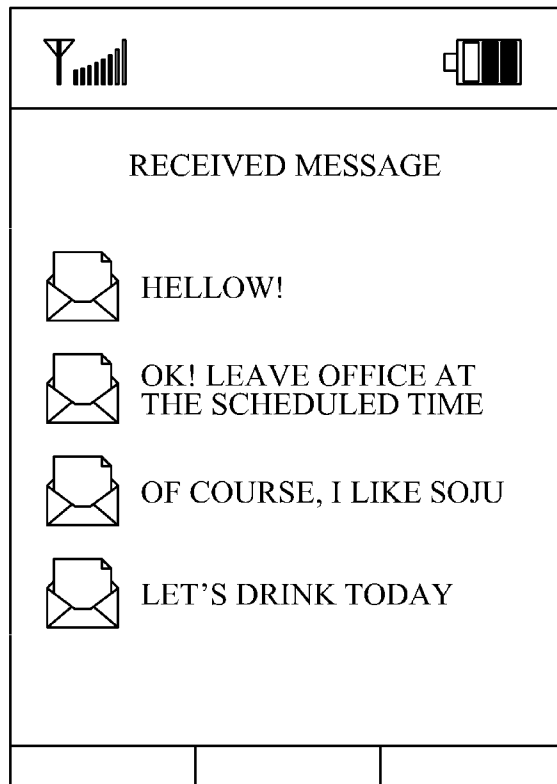 RECEIVED MESSAGE
HELLOW!
OK! LEAVE OFFICE AT
THE SCHEDULED TIME
OF COURSE, I LIKE SOJU
LET'S DRINK TODAY